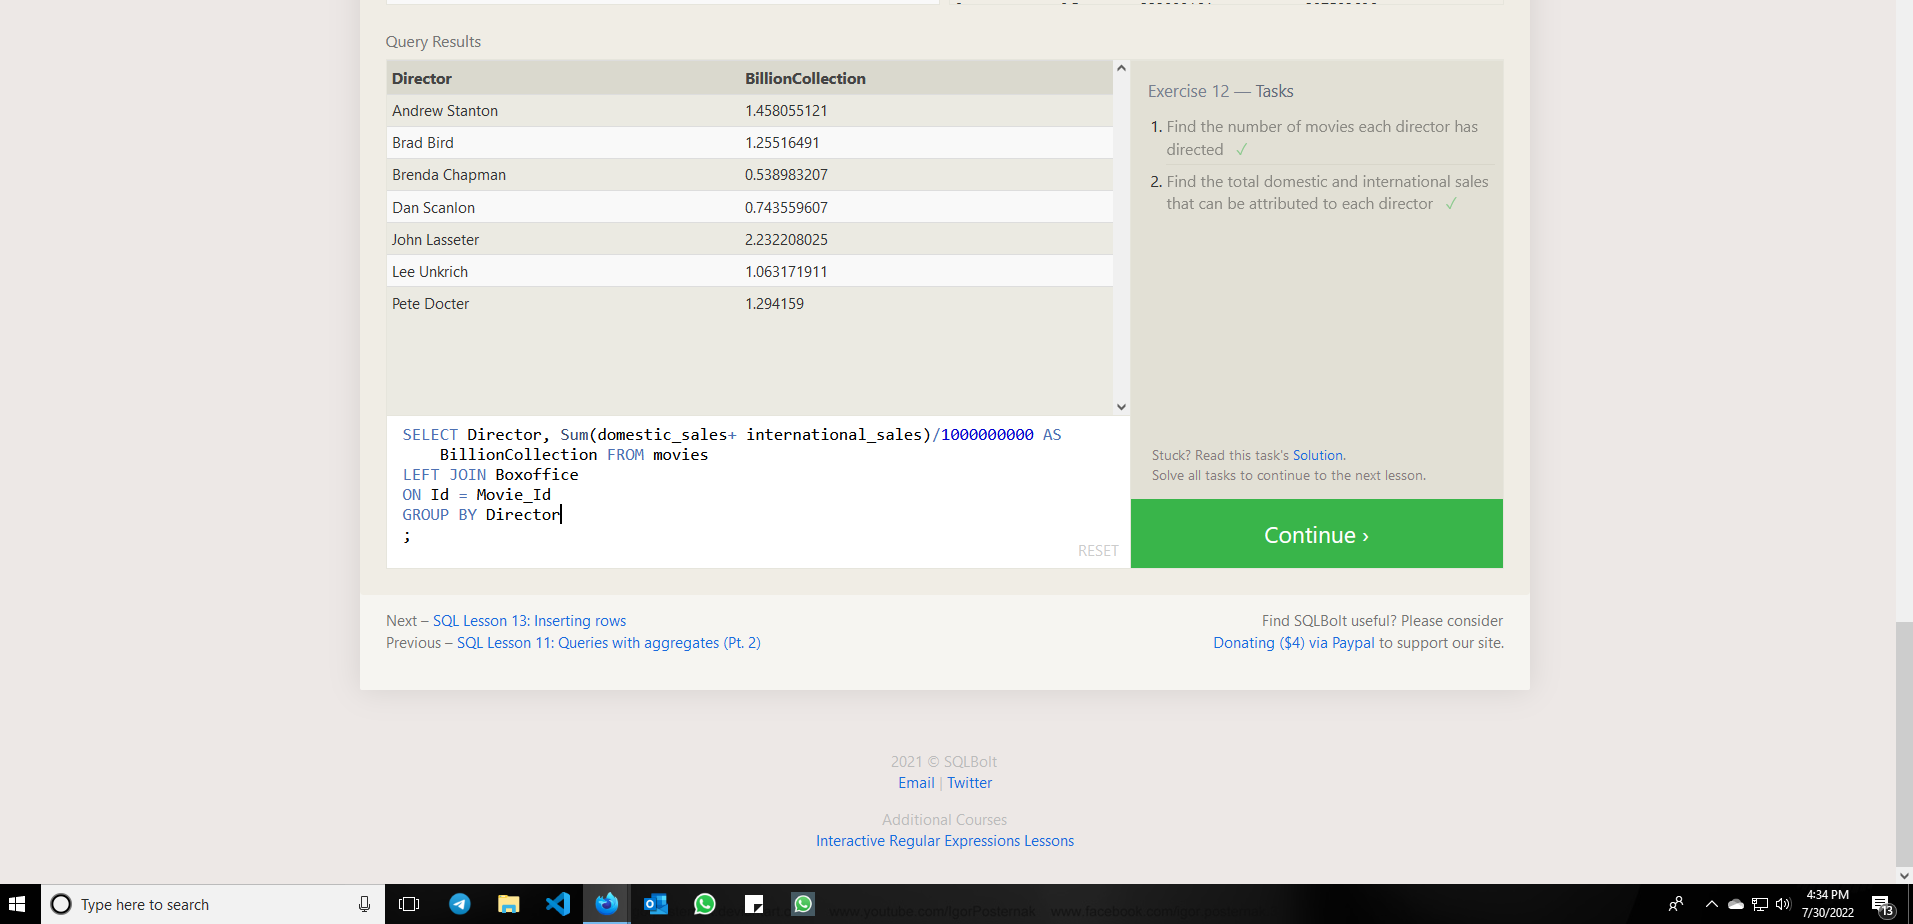 Query Results
Director BillionCollection
Andrew Stanton 1.458055121
Brad Bird 1.25516491
Brenda Chapman 0.538983207
Dan Scanlon 0.743559607
John Lasseter 2.232208025
Lee Unkrich 1.063171911
Pete Docter 1.294159
Exercise 12 — Tasks
1. Find the number of movies each director has
directed ✓
2. Find the total domestic and international sales
that can be attributed to each director ✓
Stuck? Read this task's Solution.
Solve all tasks to continue to the next lesson.
Continue ›
SELECT Director, Sum(domestic_sales+ international_sales)/1000000000 AS
BillionCollection FROM movies
LEFT JOIN Boxoffice
ON Id = Movie_Id
GROUP BY Director
;
RESET
Next – SQL Lesson 13: Inserting rows
Previous – SQL Lesson 11: Queries with aggregates (Pt. 2)
Find SQLBolt useful? Please consider
Donating ($4) via Paypal to support our site.
2021 © SQLBolt
Email | Twitter
Additional Courses
Interactive Regular Expressions Lessons
Type here to search
www.youtube.com/IgorPosternak
4:34 PM
7/30/2022
13